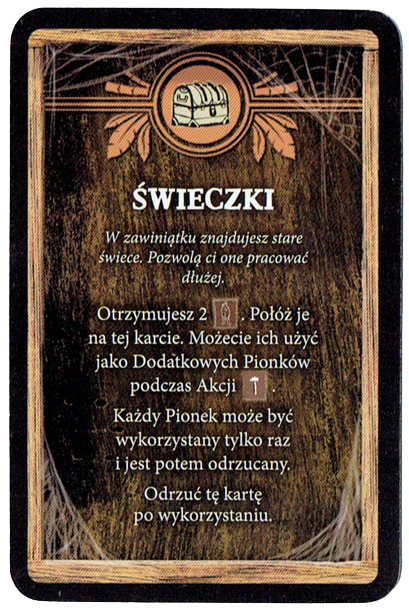 ŚWIECZKI
W zawiniątku znajdujesz stare
świece. Pozwolą ci one pracować
dłużej.
Otrzymujesz 2 . Połóż je
na tej karcie. Możecie ich użyć
jako Dodatkowych Pionków
podczas Akcji .
Każdy Pionek może być
wykorzystany tylko raz
i jest potem odrzucany.
Odrzuć tę kartę
po wykorzystaniu.